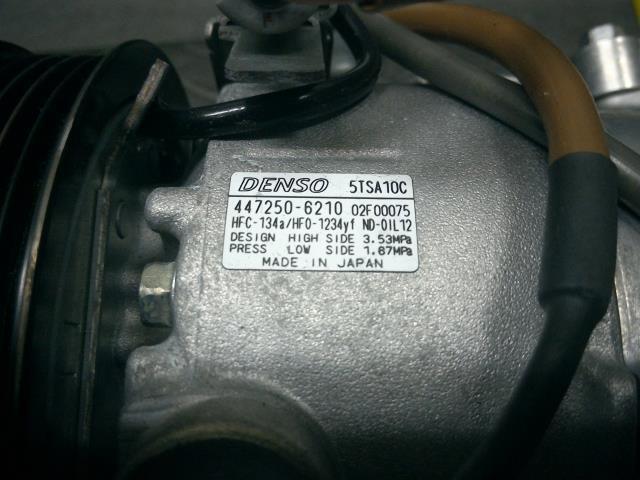 DENSO 5TSA10C
447250-6210 02F00075
HFC-134a/HFO-1234yf ND-OIL12
DESIGN HIGH SIDE 3.53MPa
PRESS LOW SIDE 1.67MPa
MADE IN JAPAN